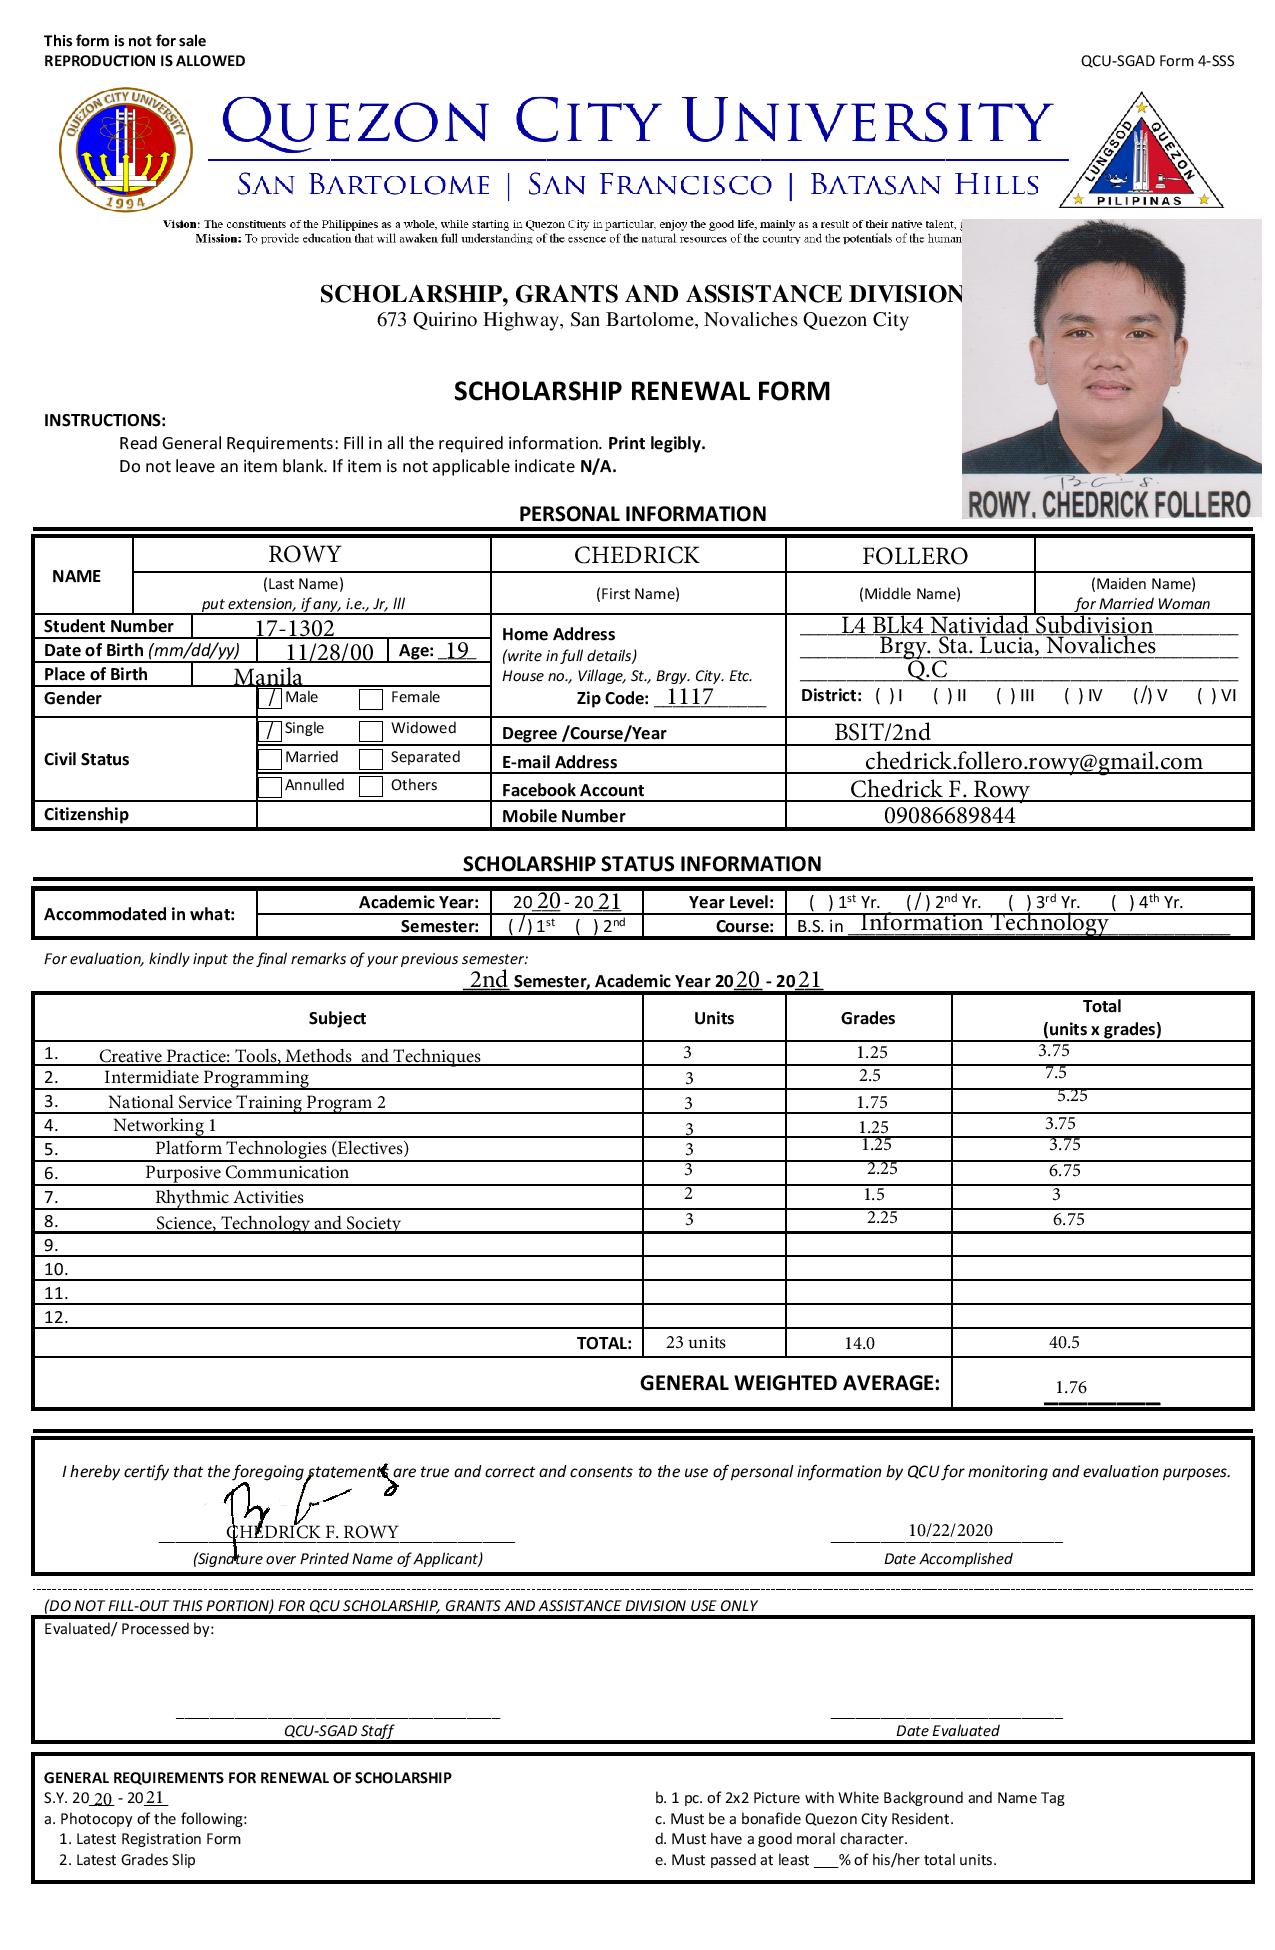 This form is not for sale
REPRODUCTION IS ALLOWED
QCU-SGAD Form 4-SSS
QUEZON CITY UNIVERSITY
1994
QUEZON CITY UNIVERSITY
SAN BARTOLOME | SAN FRANCISCO | BATASAN HILLS
LUNGSOD QUEZON
PILIPINAS
Vision: The constituents of the Philippines as a whole, while starting in Quezon City in particular, enjoy the good life, mainly as a result of their native talent,
Mission: To provide education that will awaken full understanding of the essence of the natural resources of the country and the potentials of the human
SCHOLARSHIP, GRANTS AND ASSISTANCE DIVISION
673 Quirino Highway, San Bartolome, Novaliches Quezon City
SCHOLARSHIP RENEWAL FORM
INSTRUCTIONS:
Read General Requirements: Fill in all the required information. Print legibly.
Do not leave an item blank. If item is not applicable indicate N/A.
ROWY, CHEDRICK FOLLERO
PERSONAL INFORMATION
NAME ROWY CHEDRICK FOLLERO
(Last Name) (First Name) (Middle Name) (Maiden Name)
put extension, if any, i.e., Jr, lll for Married Woman
Student Number 17-1302
Date of Birth (mm/dd/yy) 11/28/00 Age: 19
Place of Birth Manila
Home Address
(write in full details)
House no., Village, St., Brgy. City. Etc.
Zip Code: 1117
L4 BLk4 Natividad Subdivision
Brgy. Sta. Lucia, Novaliches
Q.C
District: ( ) I ( ) II ( ) III ( ) IV (/) V ( ) VI
Gender / Male Female
Civil Status
/ Single Widowed
Married Separated
Annulled Others
Citizenship
Degree /Course/Year BSIT/2nd
E-mail Address chedrick.follero.rowy@gmail.com
Facebook Account Chedrick F. Rowy
Mobile Number 09086689844
SCHOLARSHIP STATUS INFORMATION
Accommodated in what:
Academic Year: 20 20 - 20 21 Year Level: ( ) 1st Yr. (/) 2nd Yr. ( ) 3rd Yr. ( ) 4th Yr.
Semester: (/) 1st ( ) 2nd Course: B.S. in Information Technology
For evaluation, kindly input the final remarks of your previous semester:
2nd Semester, Academic Year 20 20 - 20 21
Subject Units Grades Total
(units x grades)
1. Creative Practice: Tools, Methods and Techniques 3 1.25 3.75
2. Intermidiate Programming 3 2.5 7.5
3. National Service Training Program 2 3 1.75 5.25
4. Networking 1 3 1.25 3.75
5. Platform Technologies (Electives) 3 1.25 3.75
6. Purposive Communication 3 2.25 6.75
7. Rhythmic Activities 2 1.5 3
8. Science, Technology and Society 3 2.25 6.75
9.
10.
11.
12.
TOTAL: 23 units 14.0 40.5
GENERAL WEIGHTED AVERAGE: 1.76
I hereby certify that the foregoing statements are true and correct and consents to the use of personal information by QCU for monitoring and evaluation purposes.
CHEDRICK F. ROWY 10/22/2020
(Signature over Printed Name of Applicant) Date Accomplished
(DO NOT FILL-OUT THIS PORTION) FOR QCU SCHOLARSHIP, GRANTS AND ASSISTANCE DIVISION USE ONLY
Evaluated/ Processed by:
QCU-SGAD Staff Date Evaluated
GENERAL REQUIREMENTS FOR RENEWAL OF SCHOLARSHIP
S.Y. 20 20 - 20 21
a. Photocopy of the following:
1. Latest Registration Form
2. Latest Grades Slip
b. 1 pc. of 2x2 Picture with White Background and Name Tag
c. Must be a bonafide Quezon City Resident.
d. Must have a good moral character.
e. Must passed at least ___% of his/her total units.